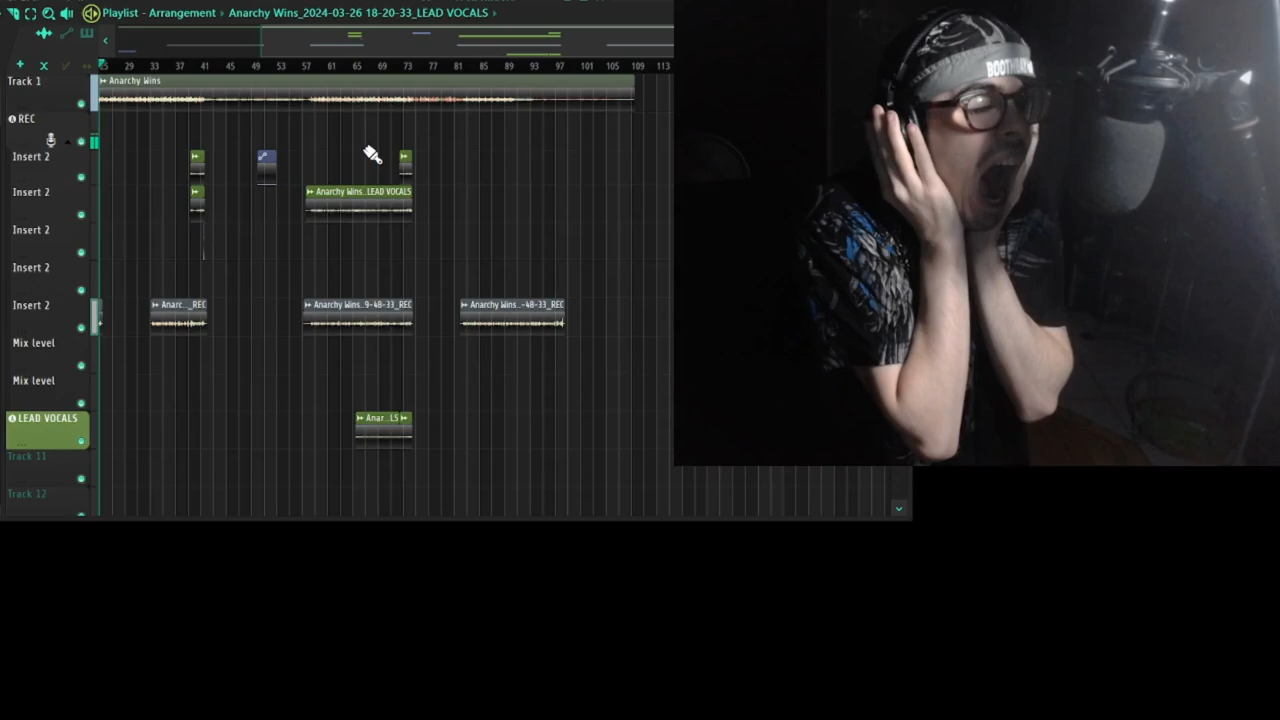 Playlist - Arrangement › Anarchy Wins_2024-03-26 18-20-33_LEAD VOCALS ›
29 33 37 41 45 49 53 57 61 65 69 73 77 81 85 89 93 97 101 105 109 113
Track 1
Anarchy Wins
REC
Insert 2
Insert 2
Anarchy Wins..LEAD VOCALS
Insert 2
Insert 2
Insert 2
Anarc..._REC
Anarchy Wins..9-48-33_REC
Anarchy Wins..-48-33_REC
Mix level
Mix level
LEAD VOCALS
Anar..LS
Track 11
Track 12